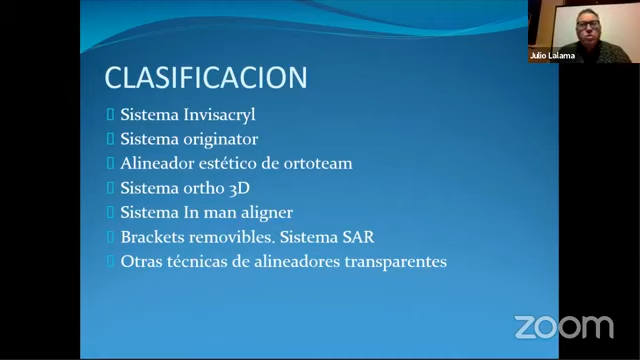 CLASIFICACION
Sistema Invisacryl
Sistema originator
Alineador estético de ortoteam
Sistema ortho 3D
Sistema In man aligner
Brackets removibles. Sistema SAR
Otras técnicas de alineadores transparentes
Julio Lalama
zoom